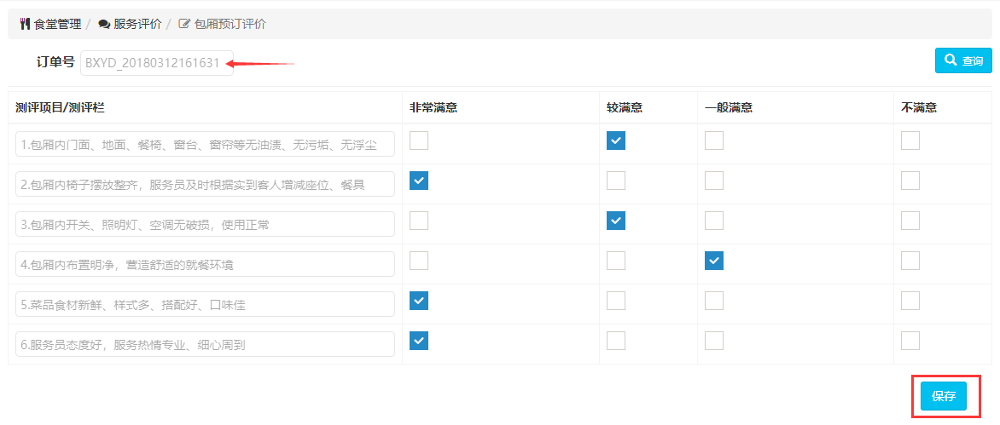 食堂管理 / 服务评价 / 包厢预订评价
订单号 BXYD_20180312161631 查询
测评项目/测评栏 非常满意 较满意 一般满意 不满意
1.包厢内门面、地面、餐椅、窗台、窗帘等无油渍、无污垢、无浮尘
2.包厢内椅子摆放整齐，服务员及时根据实到客人增减座位、餐具
3.包厢内开关、照明灯、空调无破损，使用正常
4.包厢内布置明净，营造舒适的就餐环境
5.菜品食材新鲜、样式多、搭配好、口味佳
6.服务员态度好，服务热情专业、细心周到
保存